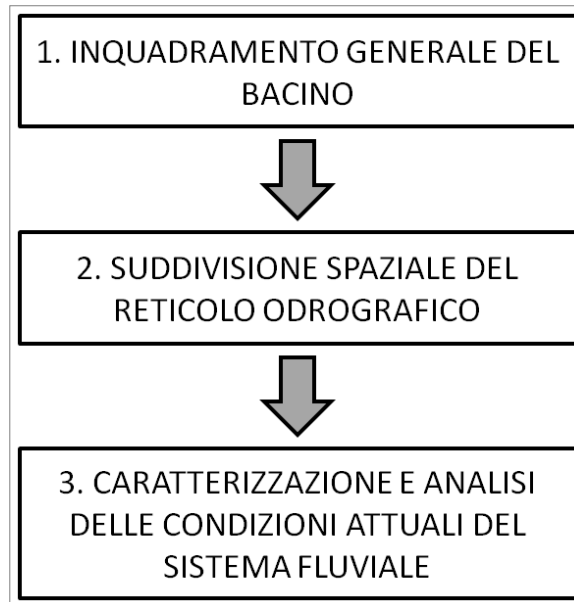 1. INQUADRAMENTO GENERALE DEL
BACINO
2. SUDDIVISIONE SPAZIALE DEL
RETICOLO ODROGRAFICO
3. CARATTERIZZAZIONE E ANALISI
DELLE CONDIZIONI ATTUALI DEL
SISTEMA FLUVIALE